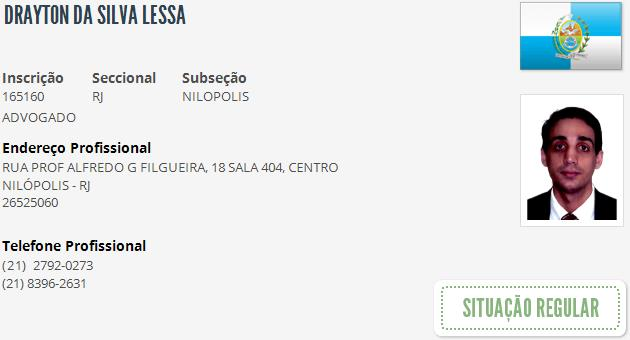 DRAYTON DA SILVA LESSA
Inscrição Seccional Subseção
165160 RJ NILOPOLIS
ADVOGADO
Endereço Profissional
RUA PROF ALFREDO G FILGUEIRA, 18 SALA 404, CENTRO
NILÓPOLIS - RJ
26525060
Telefone Profissional
(21) 2792-0273
(21) 8396-2631
SITUAÇÃO REGULAR